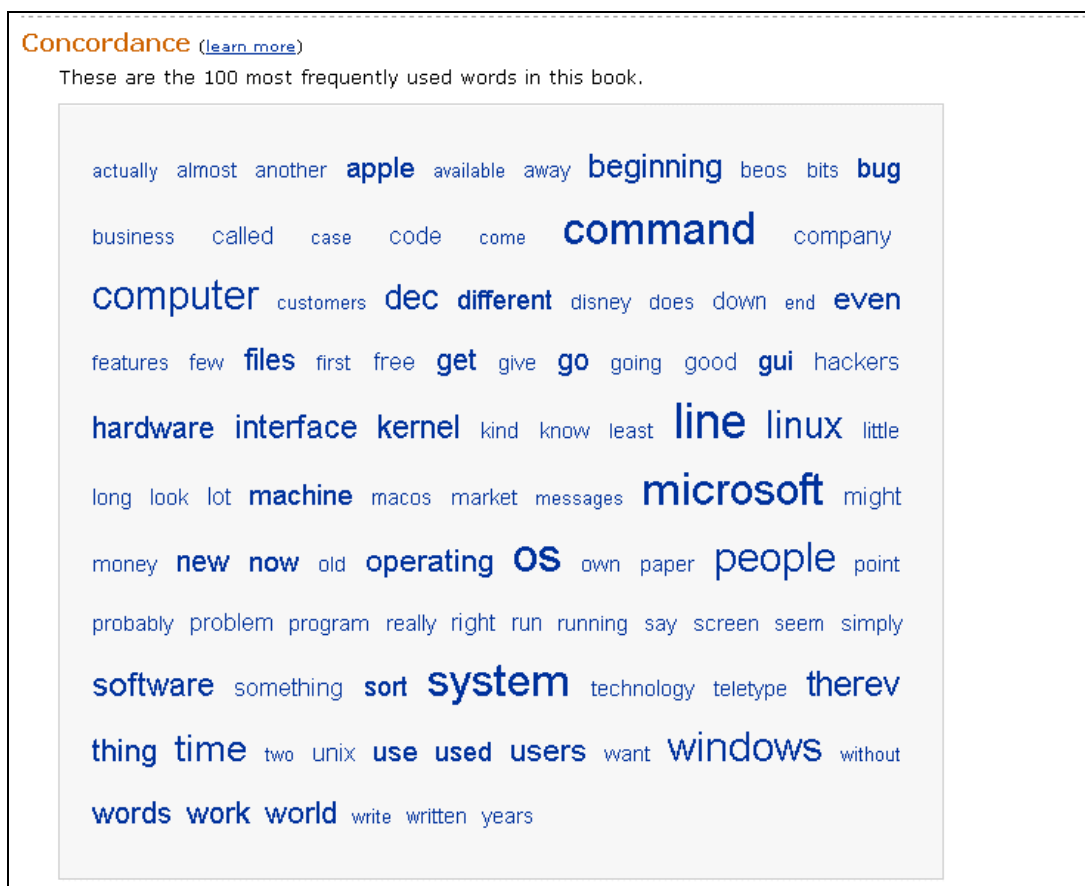 Concordance (learn more)
These are the 100 most frequently used words in this book.
actually almost another apple available away beginning beos bits bug
business called case code come command company
computer customers dec different disney does down end even
features few files first free get give go going good gui hackers
hardware interface kernel kind know least line linux little
long look lot machine macos market messages microsoft might
money new now old operating os own paper people point
probably problem program really right run running say screen seem simply
software something sort system technology teletype therev
thing time two unix use used users want windows without
words work world write written years